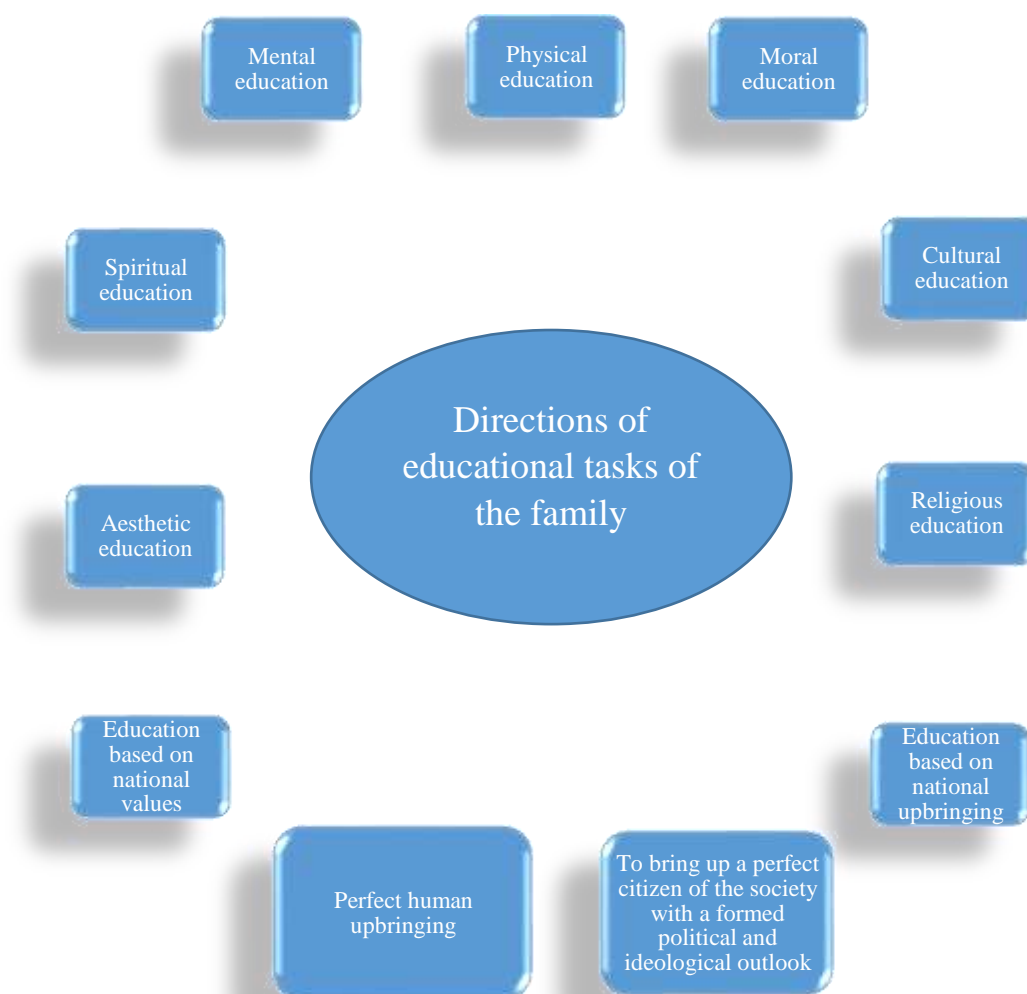 Mental
education
Physical
education
Moral
education
Spiritual
education
Cultural
education
Directions of
educational tasks of
the family
Aesthetic
education
Religious
education
Education
based on
national
values
Education
based on
national
upbringing
Perfect human
upbringing
To bring up a perfect
citizen of the society
with a formed
political and
ideological outlook